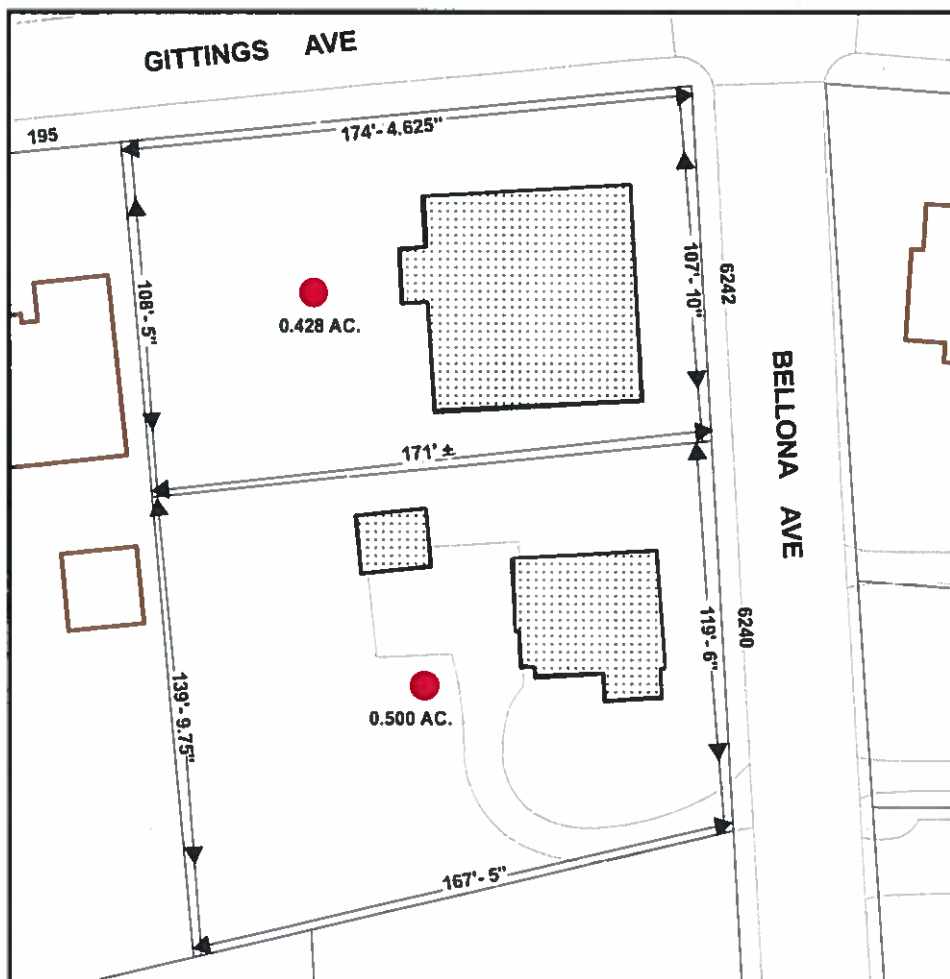 GITTINGS AVE
195
174'- 4.625"
108'- 5"
107'- 10"
6242
0.428 AC.
BELLONA AVE
171' ±
119'- 6"
6240
139'- 9.75"
0.500 AC.
167'- 5"